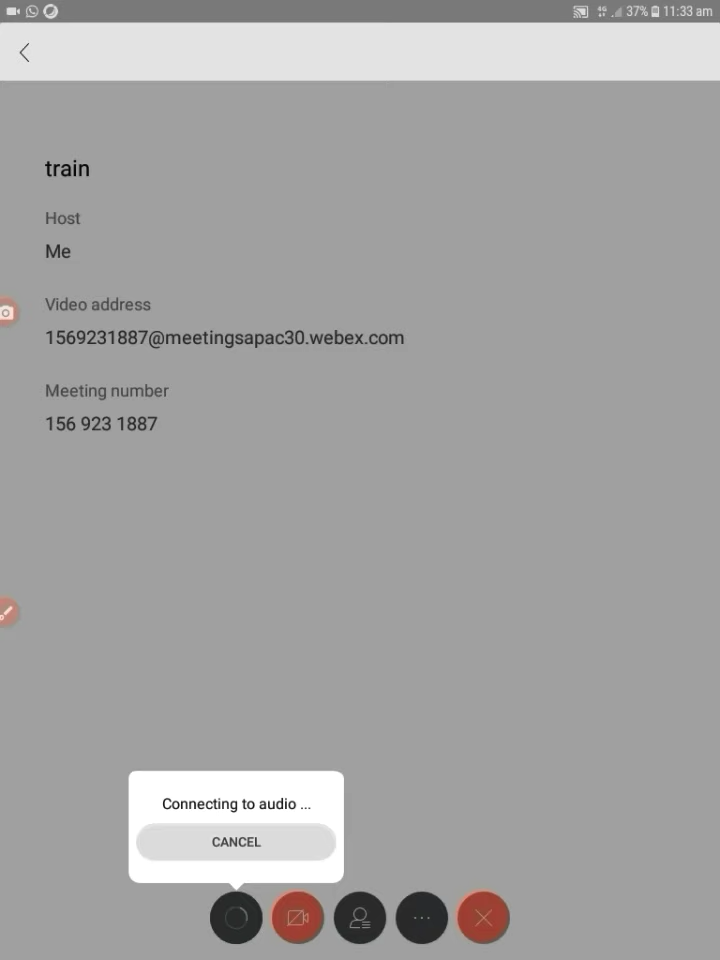 4G 37% 11:33 am
train
Host
Me
Video address
1569231887@meetingsapac30.webex.com
Meeting number
156 923 1887
Connecting to audio ...
CANCEL